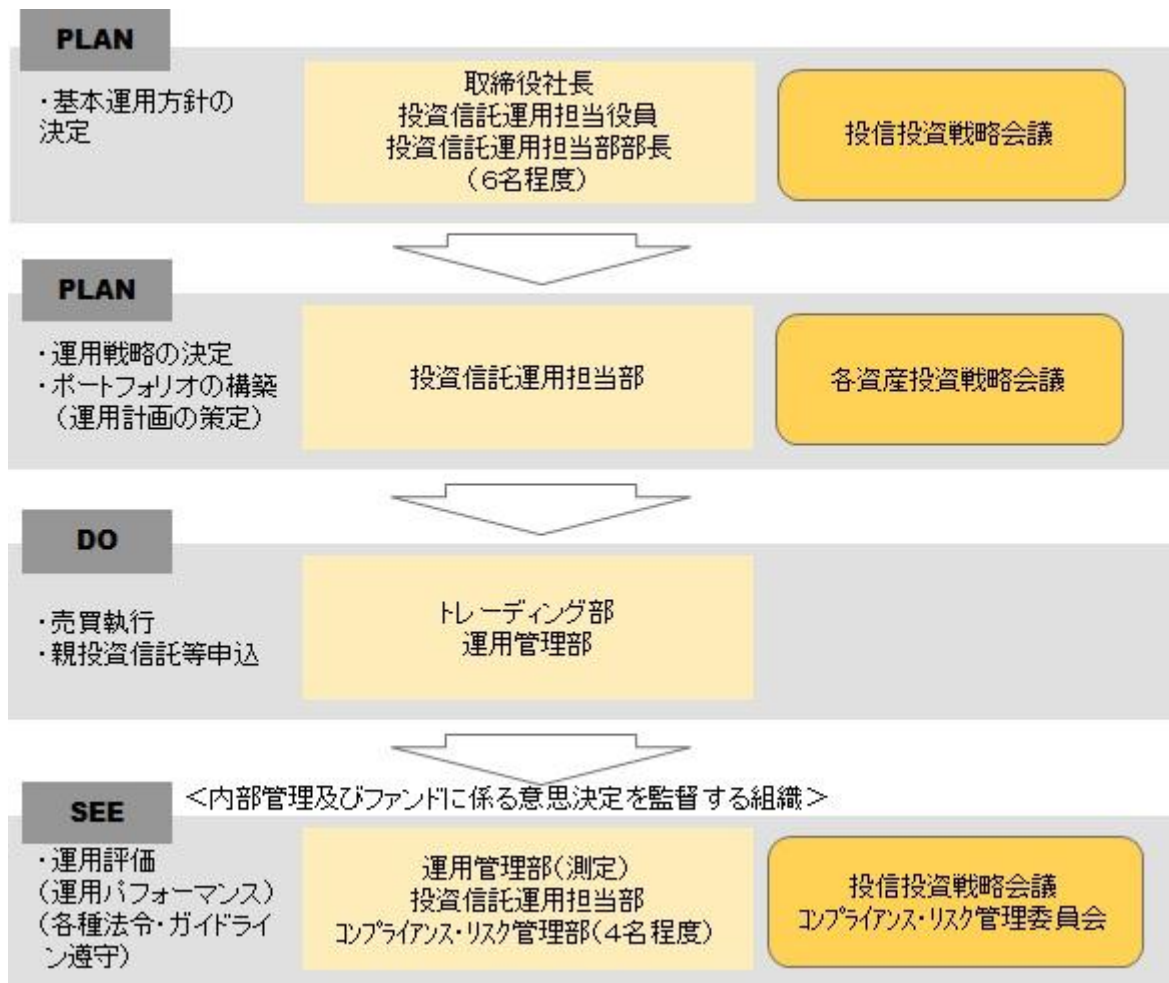 PLAN
・基本運用方針の
決定
取締役社長
投資信託運用担当役員
投資信託運用担当部部長
（6名程度）
投信投資戦略会議
PLAN
・運用戦略の決定
・ポートフォリオの構築
（運用計画の策定）
投資信託運用担当部
各資産投資戦略会議
DO
・売買執行
・親投資信託等申込
トレーディング部
運用管理部
SEE
＜内部管理及びファンドに係る意思決定を監督する組織＞
・運用評価
（運用パフォーマンス）
（各種法令・ガイドライ
ン遵守）
運用管理部（測定）
投資信託運用担当部
ｺﾝﾌﾟﾗｲｱﾝｽ・ﾘｽｸ管理部（4名程度）
投信投資戦略会議
ｺﾝﾌﾟﾗｲｱﾝｽ・ﾘｽｸ管理委員会